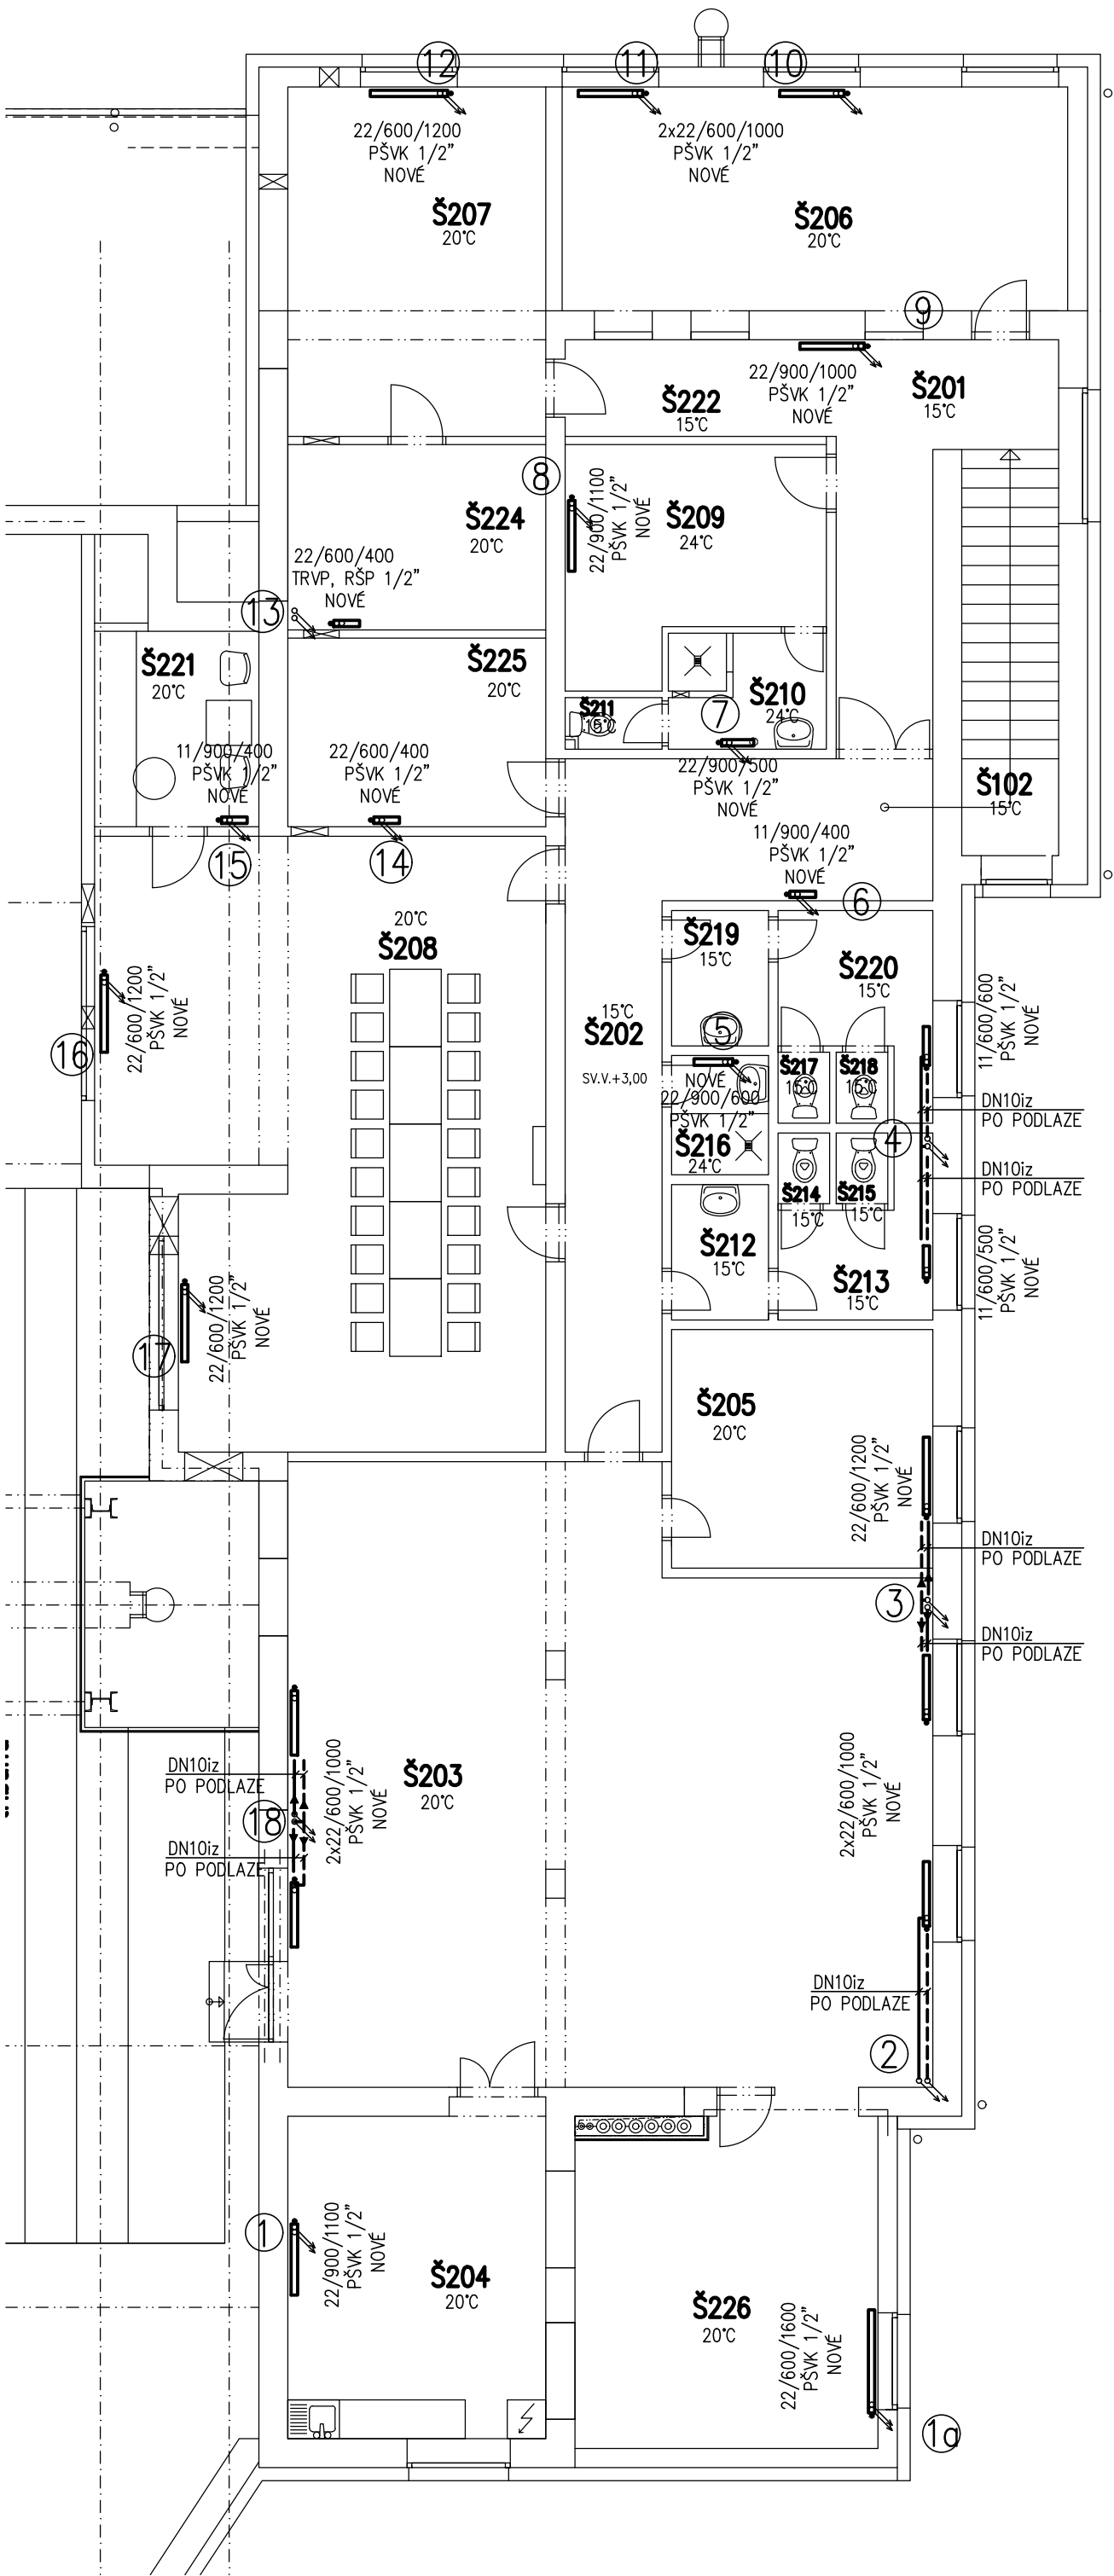 12
11
10
22/600/1200
PŠVK 1/2"
NOVÉ
2x22/600/1000
PŠVK 1/2"
NOVÉ
Š207
20°C
Š206
20°C
9
22/900/1000
PŠVK 1/2"
NOVÉ
Š222
15°C
Š201
15°C
8
22/900/1100
PŠVK 1/2"
NOVÉ
Š224
20°C
Š209
24°C
22/600/400
TRVP, RŠP 1/2"
NOVÉ
13
Š221
20°C
Š225
20°C
Š211
15°C
7
Š210
24°C
11/900/400
PŠVK 1/2"
NOVÉ
22/600/400
PŠVK 1/2"
NOVÉ
22/900/500
PŠVK 1/2"
NOVÉ
Š102
15°C
15
14
11/900/400
PŠVK 1/2"
NOVÉ
6
20°C
Š208
Š219
15°C
Š220
15°C
22/600/1200
PŠVK 1/2"
NOVÉ
16
15°C
Š202
SV.V.+3,00
5
NOVÉ
22/900/600
PŠVK 1/2"
Š216
24°C
Š217
15°C
Š218
15°C
11/600/600
PŠVK 1/2"
NOVÉ
DN10iz
PO PODLAZE
4
DN10iz
PO PODLAZE
Š214
15°C
Š215
15°C
11/600/500
PŠVK 1/2"
NOVÉ
Š212
15°C
Š213
15°C
22/600/1200
PŠVK 1/2"
NOVÉ
17
Š205
20°C
22/600/1200
PŠVK 1/2"
NOVÉ
DN10iz
PO PODLAZE
3
DN10iz
PO PODLAZE
DN10iz
PO PODLAZE
18
DN10iz
PO PODLAZE
2x22/600/1000
PŠVK 1/2"
NOVÉ
Š203
20°C
2x22/600/1000
PŠVK 1/2"
NOVÉ
DN10iz
PO PODLAZE
2
1
22/900/1100
PŠVK 1/2"
NOVÉ
Š204
20°C
Š226
20°C
22/600/1600
PŠVK 1/2"
NOVÉ
1a